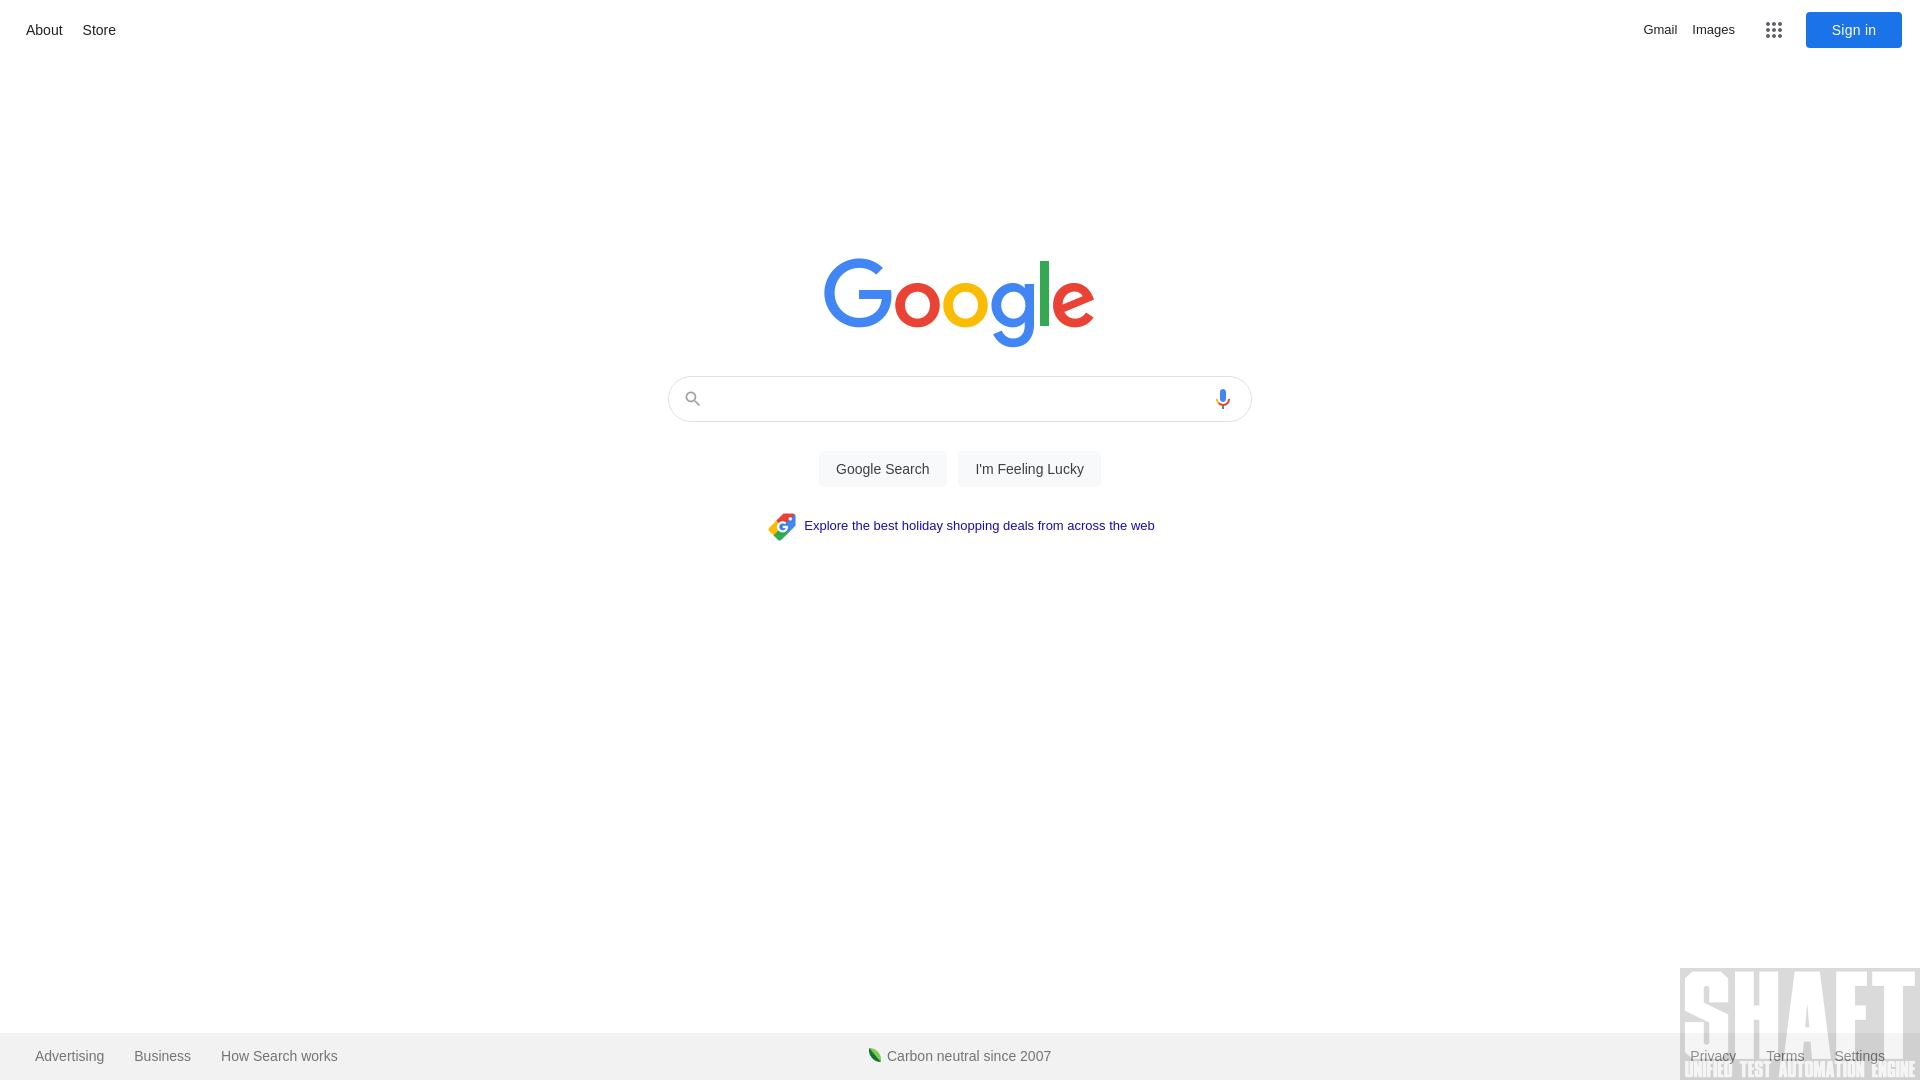 About Store Gmail Images Sign in
Google
Google Search I'm Feeling Lucky
Explore the best holiday shopping deals from across the web
SHAFT
Advertising Business How Search works Carbon neutral since 2007 Privacy Terms Settings
UNIFIED TEST AUTOMATION ENGINE